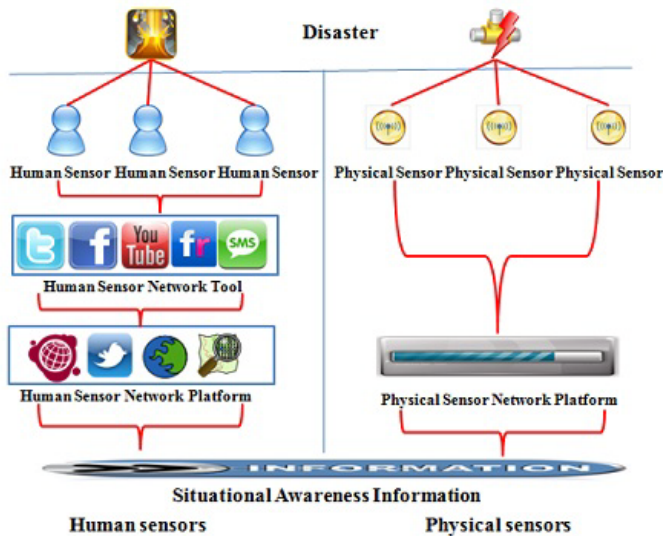 Disaster
Human Sensor Human Sensor Human Sensor
Physical Sensor Physical Sensor Physical Sensor
t f You Tube fr SMS
Human Sensor Network Tool
Human Sensor Network Platform
Physical Sensor Network Platform
INFORMATION
Situational Awareness Information
Human sensors
Physical sensors